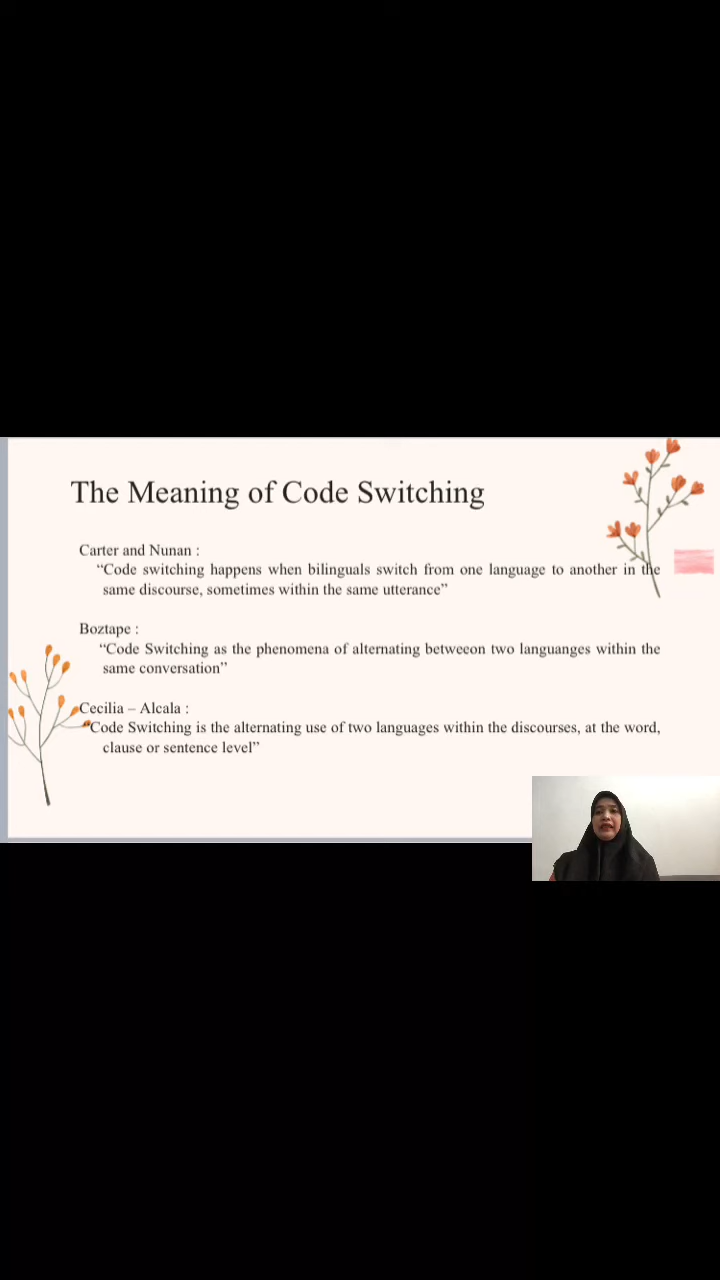 The Meaning of Code Switching
Carter and Nunan :
“Code switching happens when bilinguals switch from one language to another in the
same discourse, sometimes within the same utterance”
Boztape :
“Code Switching as the phenomena of alternating betweeon two languanges within the
same conversation”
Cecilia – Alcala :
“Code Switching is the alternating use of two languages within the discourses, at the word,
clause or sentence level”